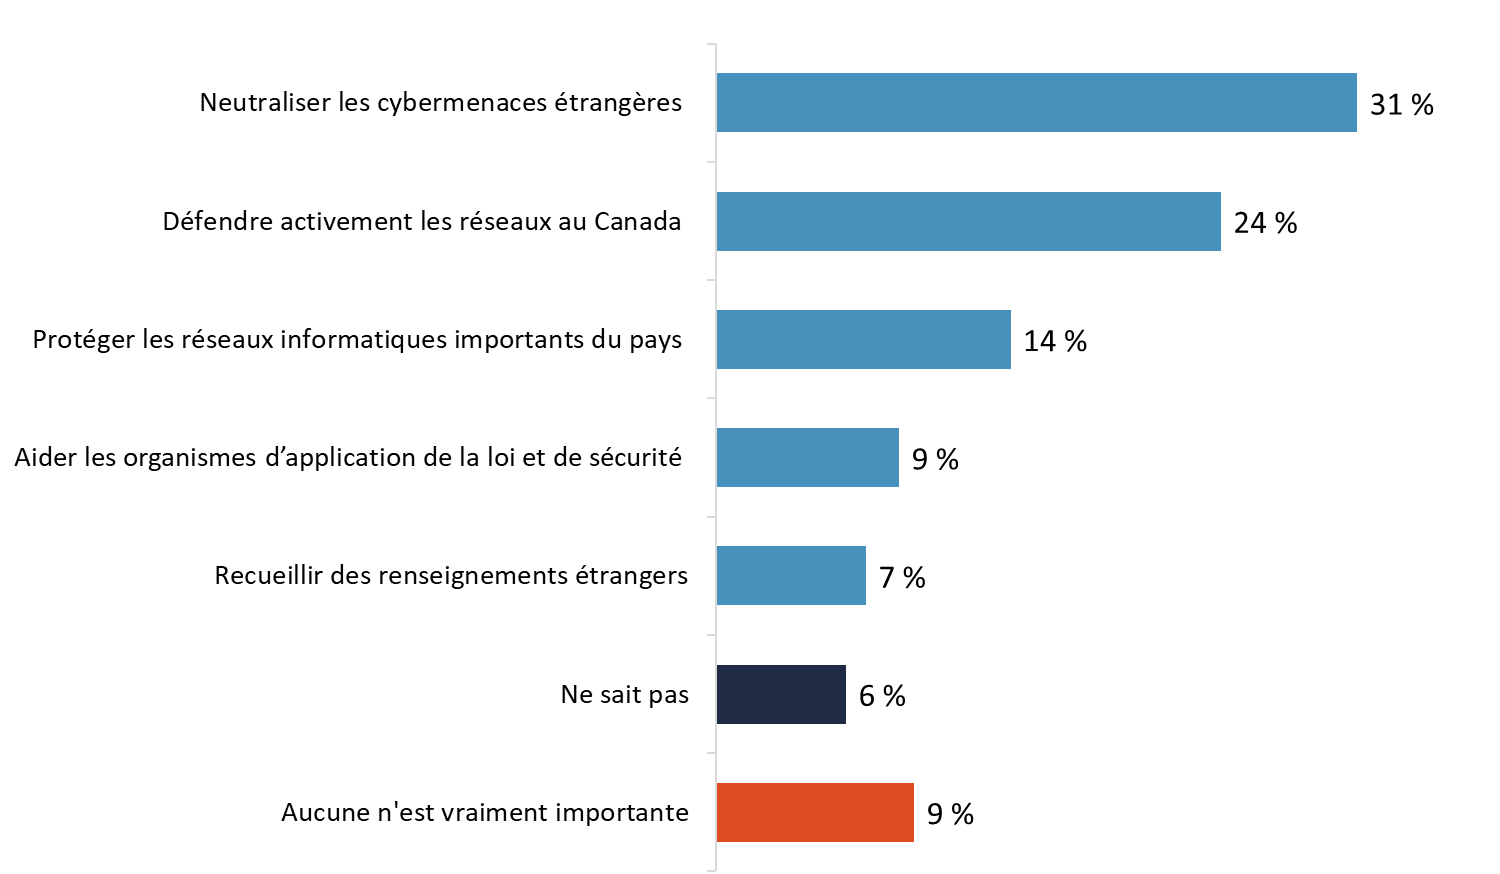 Neutraliser les cybermenaces étrangères 31 %
Défendre activement les réseaux au Canada 24 %
Protéger les réseaux informatiques importants du pays 14 %
Aider les organismes d’application de la loi et de sécurité 9 %
Recueillir des renseignements étrangers 7 %
Ne sait pas 6 %
Aucune n'est vraiment importante 9 %